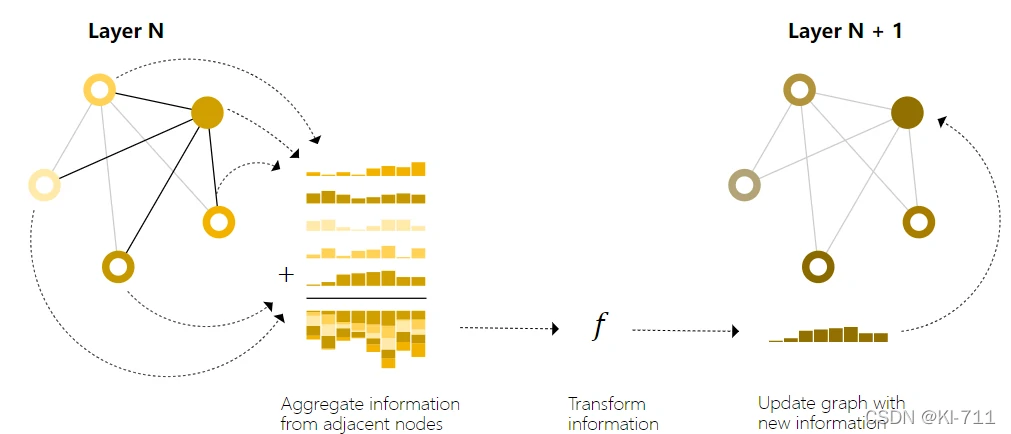 Layer N
Layer N + 1
+
f
Aggregate information
from adjacent nodes
Transform
information
Update graph with
new information
CSDN @KI-711